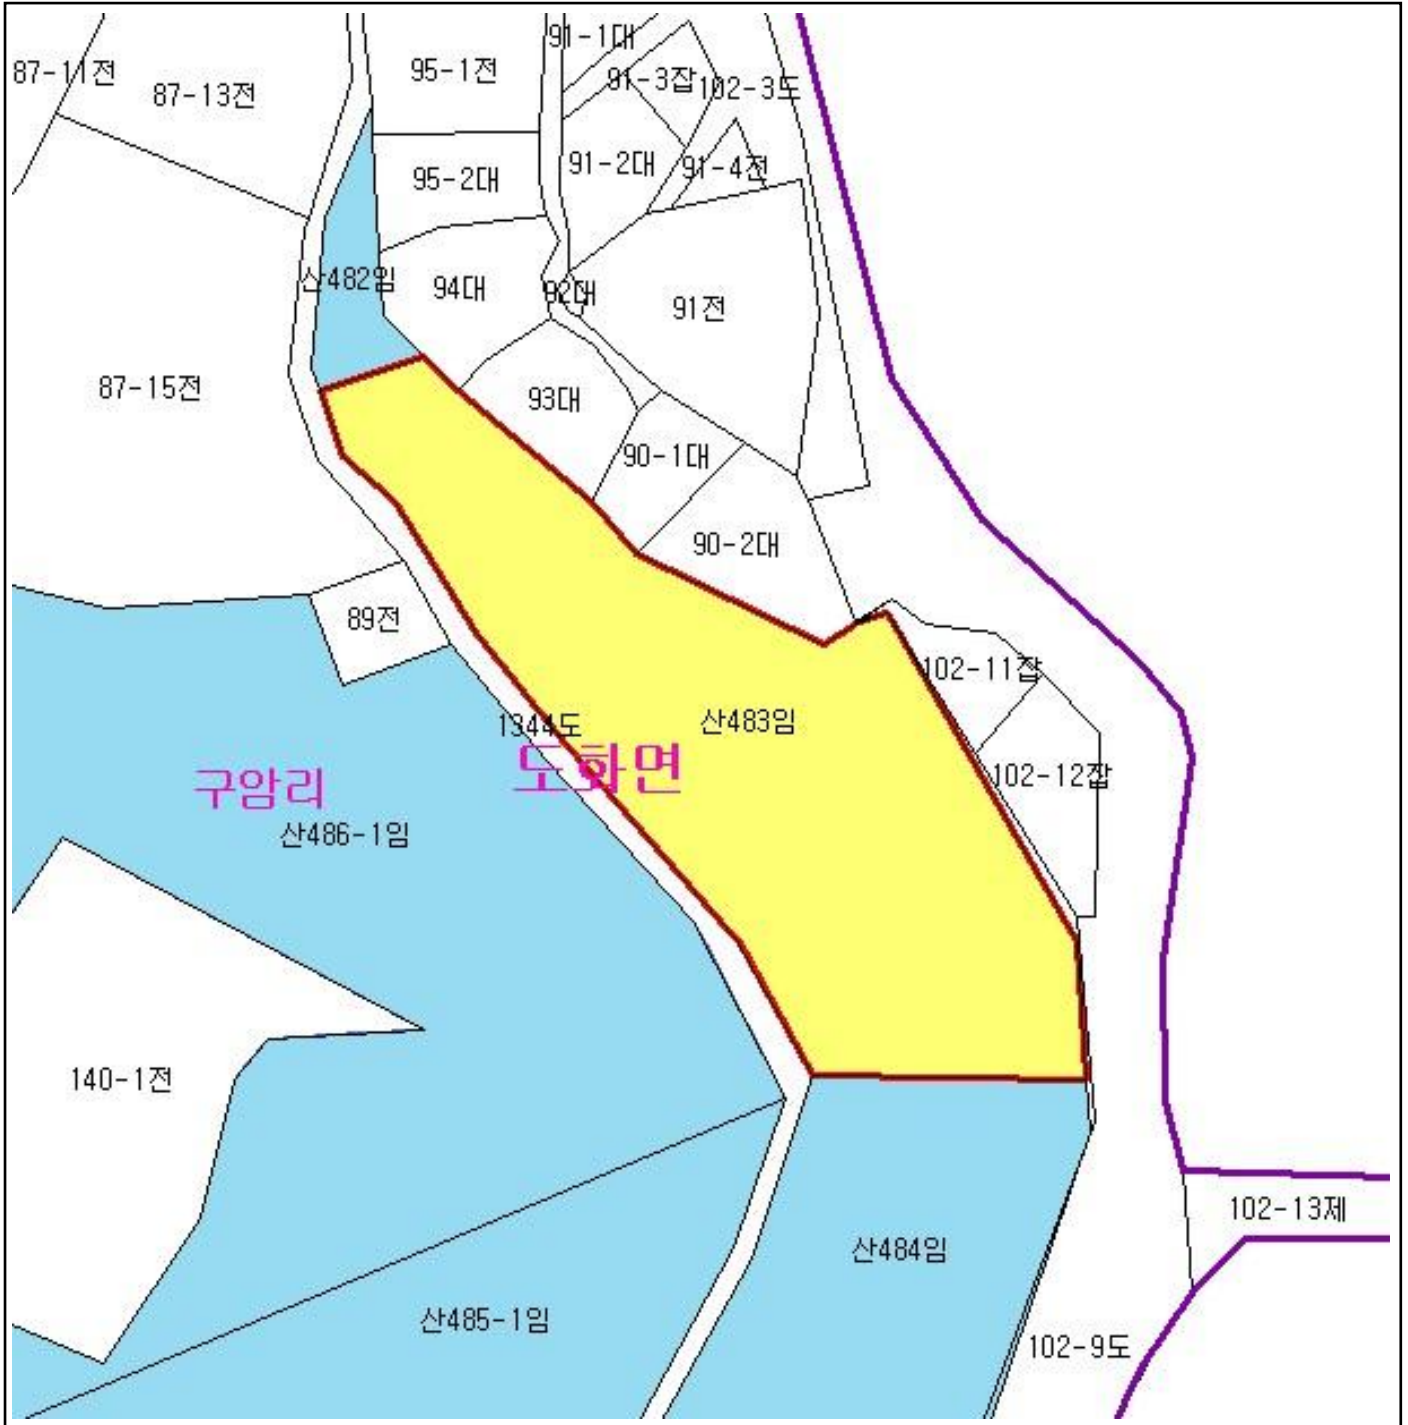 91-1대
87-11전
95-1전
91-3잡
102-3도
87-13전
95-2대
91-2대
91-4전
산482임
94대
92대
91전
87-15전
93대
90-1대
90-2대
89전
102-11잡
1344도
산483임
도화면
구암리
102-12잡
산486-1임
140-1전
102-13제
산484임
산485-1임
102-9도